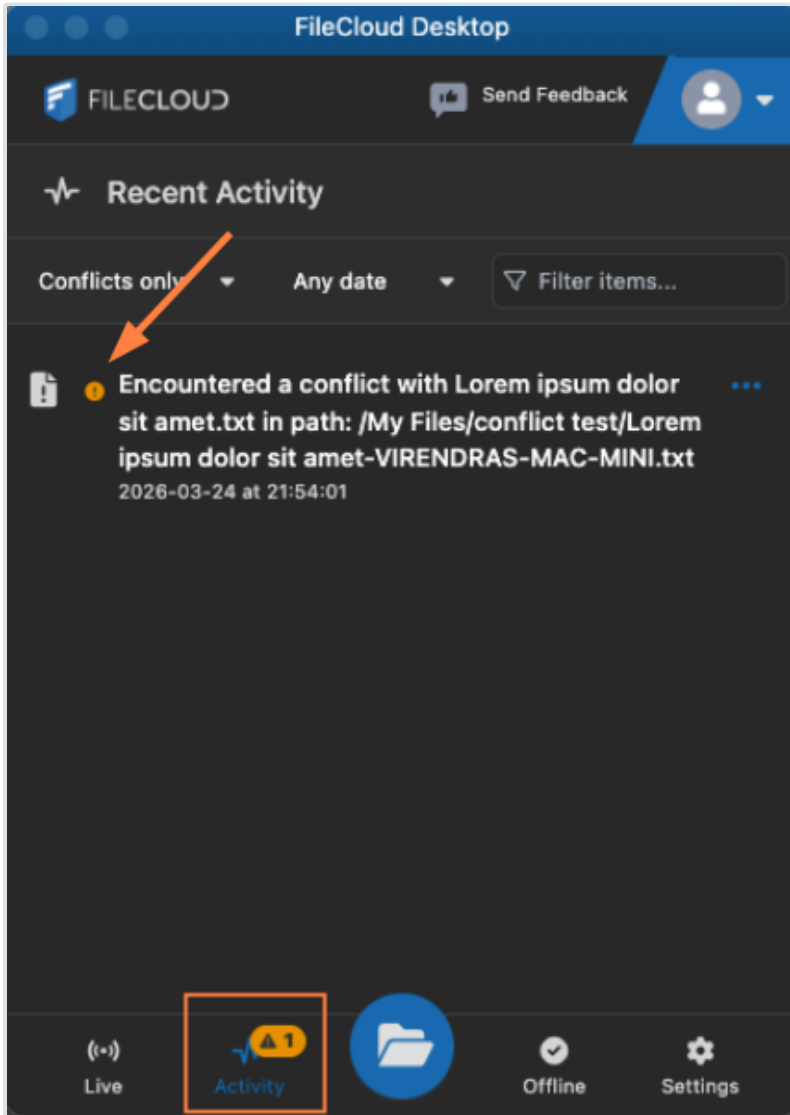 FileCloud Desktop
FILECLOUD
Send Feedback
Recent Activity
Conflicts only
Any date
Filter items...
Encountered a conflict with Lorem ipsum dolor
sit amet.txt in path: /My Files/conflict test/Lorem
ipsum dolor sit amet-VIRENDRAS-MAC-MINI.txt
2026-03-24 at 21:54:01
1
Live
Activity
Offline
Settings